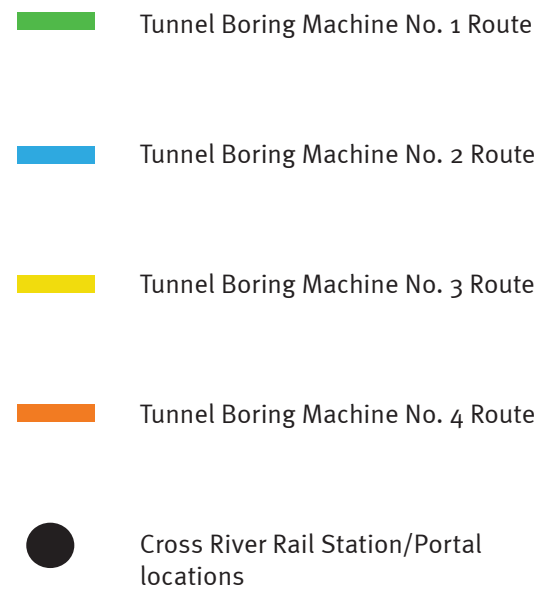 Tunnel Boring Machine No. 1 Route
Tunnel Boring Machine No. 2 Route
Tunnel Boring Machine No. 3 Route
Tunnel Boring Machine No. 4 Route
Cross River Rail Station/Portal
locations